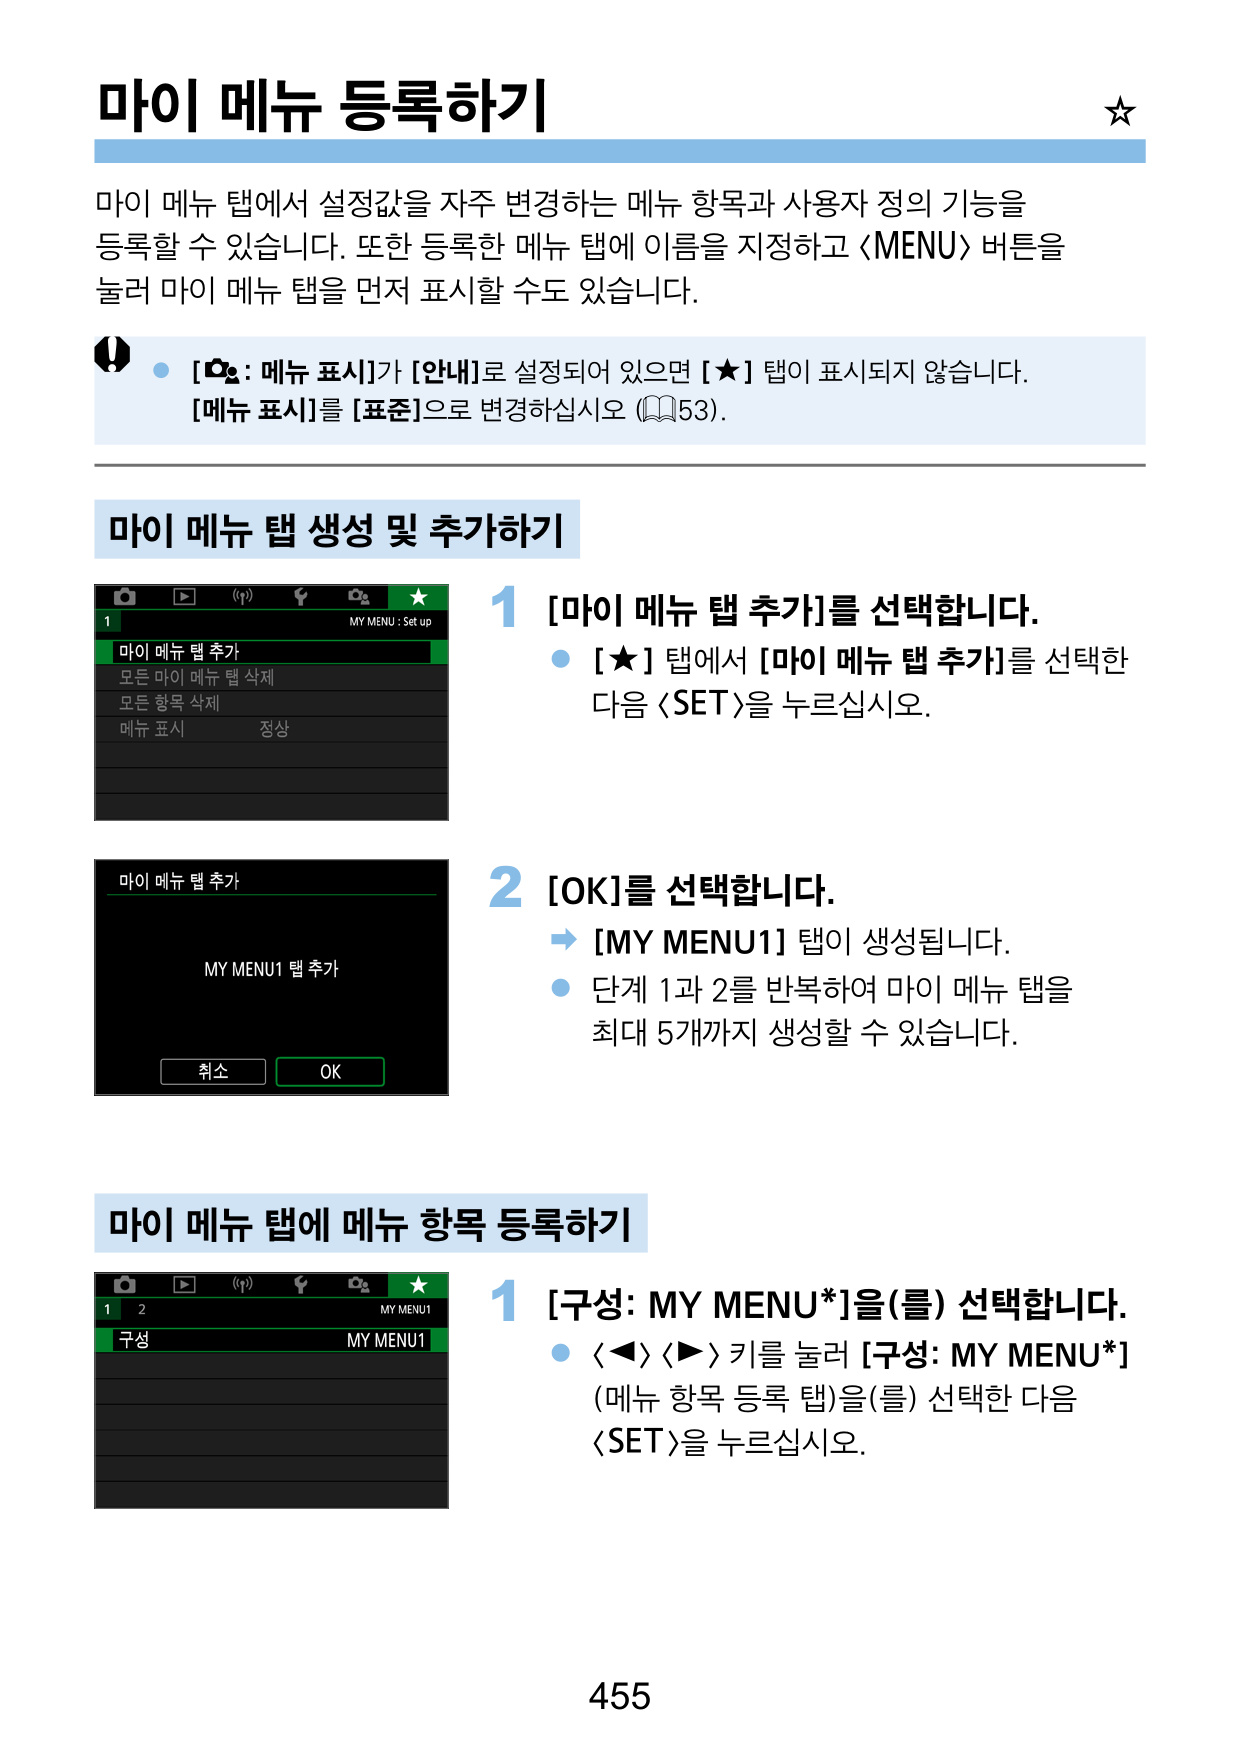 마이 메뉴 등록하기 ☆
마이 메뉴 탭에서 설정값을 자주 변경하는 메뉴 항목과 사용자 정의 기능을
등록할 수 있습니다. 또한 등록한 메뉴 탭에 이름을 지정하고 〈MENU〉 버튼을
눌러 마이 메뉴 탭을 먼저 표시할 수도 있습니다.
● [: 메뉴 표시]가 [안내]로 설정되어 있으면 [★] 탭이 표시되지 않습니다.
[메뉴 표시]를 [표준]으로 변경하십시오 (53).
마이 메뉴 탭 생성 및 추가하기
★
1 MY MENU : Set up
마이 메뉴 탭 추가
모든 마이 메뉴 탭 삭제
모든 항목 삭제
메뉴 표시 정상
1 [마이 메뉴 탭 추가]를 선택합니다.
● [★] 탭에서 [마이 메뉴 탭 추가]를 선택한
다음 〈SET〉을 누르십시오.
마이 메뉴 탭 추가
MY MENU1 탭 추가
취소 OK
2 [OK]를 선택합니다.
➡ [MY MENU1] 탭이 생성됩니다.
● 단계 1과 2를 반복하여 마이 메뉴 탭을
최대 5개까지 생성할 수 있습니다.
마이 메뉴 탭에 메뉴 항목 등록하기
★
1 2 MY MENU1
구성 MY MENU1
1 [구성: MY MENU*]을(를) 선택합니다.
● 〈◀〉〈▶〉 키를 눌러 [구성: MY MENU*]
(메뉴 항목 등록 탭)을(를) 선택한 다음
〈SET〉을 누르십시오.
455